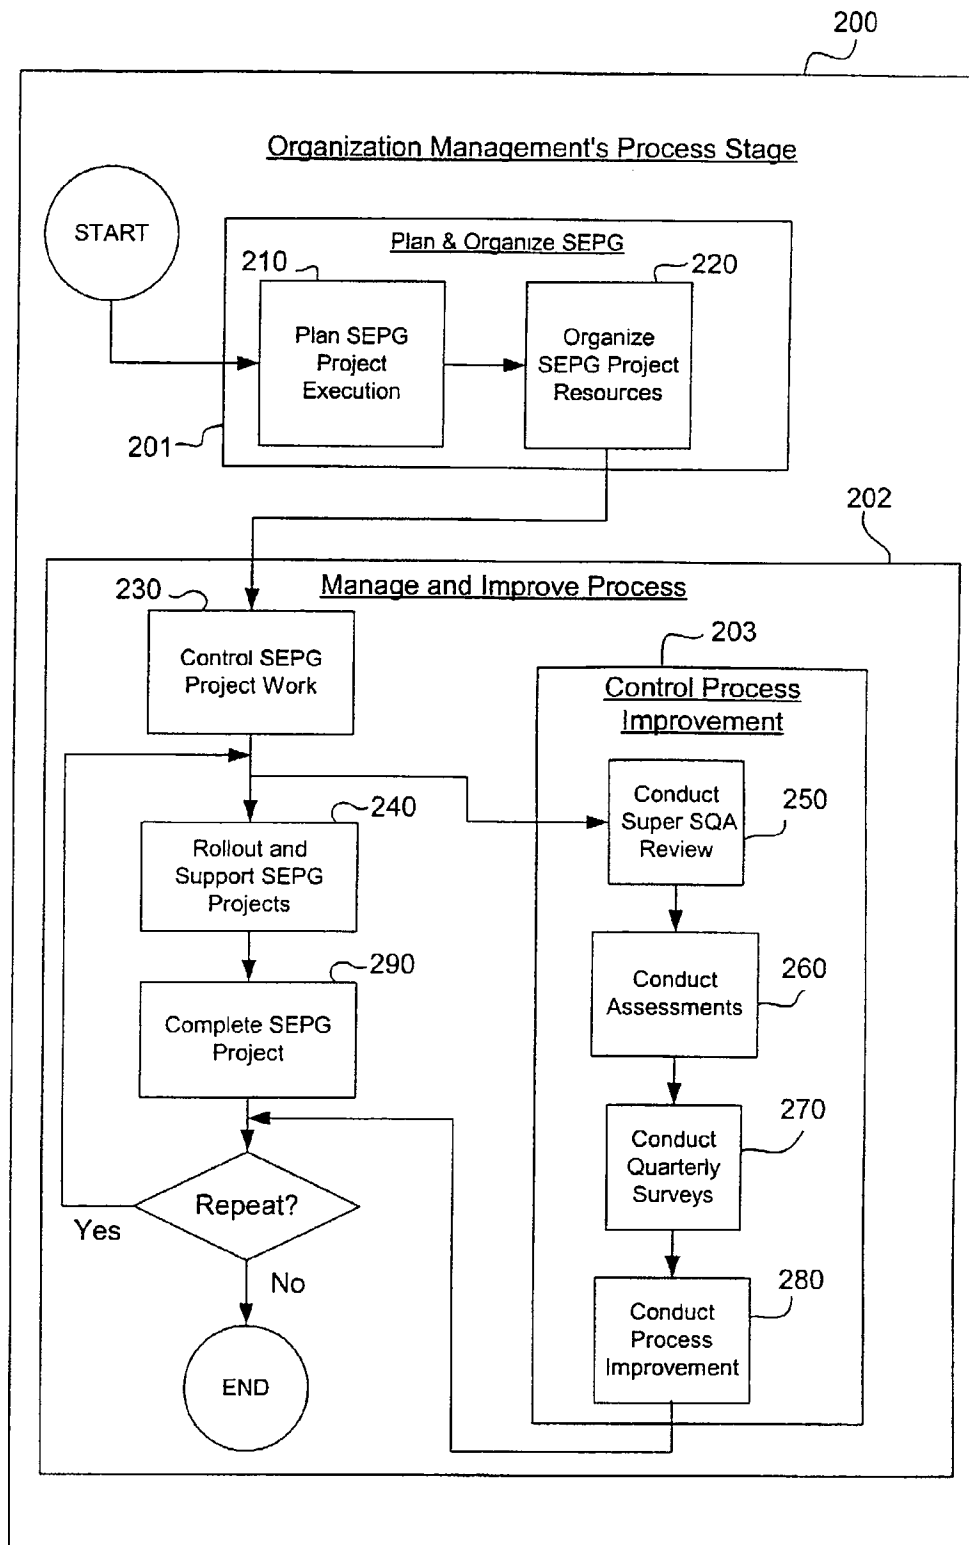 200
Organization Management's Process Stage
START
Plan & Organize SEPG
210
220
Plan SEPG
Project
Execution
Organize
SEPG Project
Resources
201
202
Manage and Improve Process
230
203
Control SEPG
Project Work
Control Process
Improvement
240
Conduct
Super SQA
Review
250
Rollout and
Support SEPG
Projects
290
Conduct
Assessments
260
Complete SEPG
Project
270
Conduct
Quarterly
Surveys
Repeat?
Yes
No
280
Conduct
Process
Improvement
END